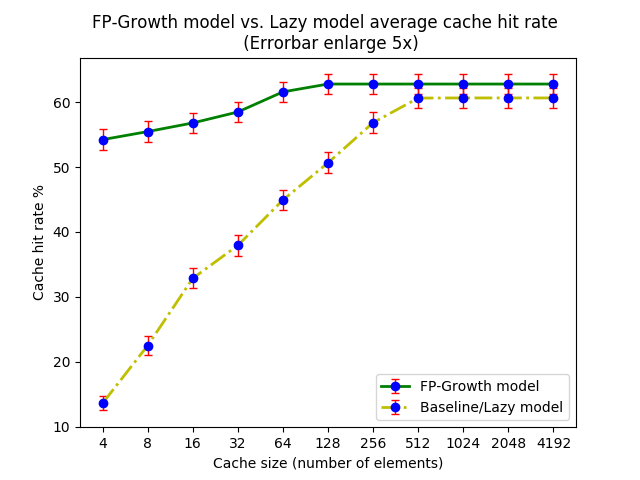 FP-Growth model vs. Lazy model average cache hit rate
(Errorbar enlarge 5x)
Cache hit rate %
60
50
40
30
20
10
FP-Growth model
Baseline/Lazy model
4 8 16 32 64 128 256 512 1024 2048 4192
Cache size (number of elements)